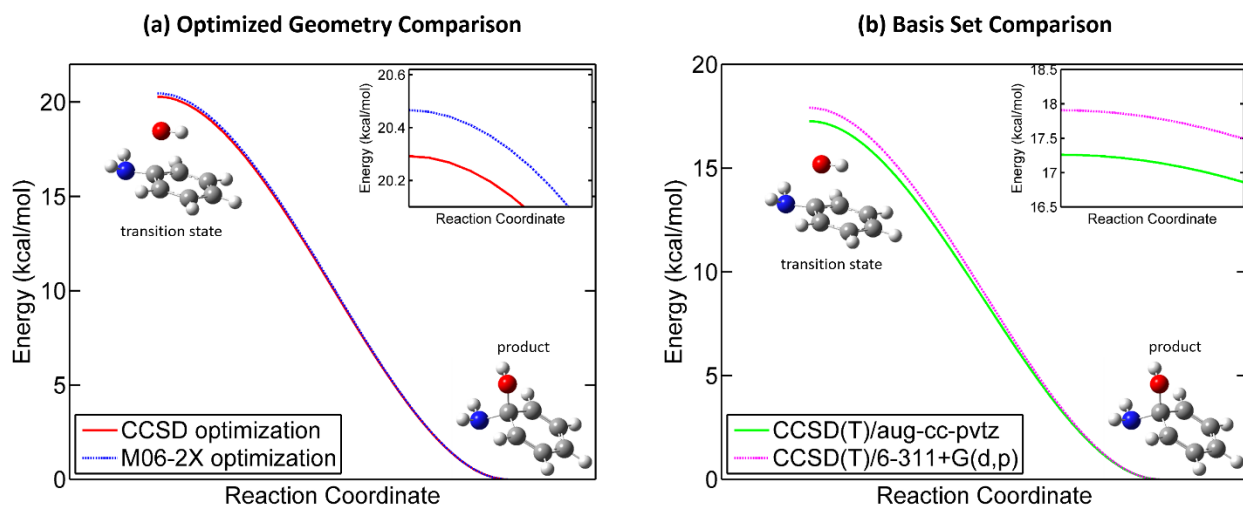 (a) Optimized Geometry Comparison
20
15
10
5
0
Energy (kcal/mol)
Reaction Coordinate
transition state
product
CCSD optimization
M06-2X optimization
20.6
20.4
20.2
Energy (kcal/mol)
Reaction Coordinate
(b) Basis Set Comparison
20
15
10
5
0
Energy (kcal/mol)
Reaction Coordinate
transition state
product
CCSD(T)/aug-cc-pvtz
CCSD(T)/6-311+G(d,p)
18.5
18
17.5
17
16.5
Energy (kcal/mol)
Reaction Coordinate